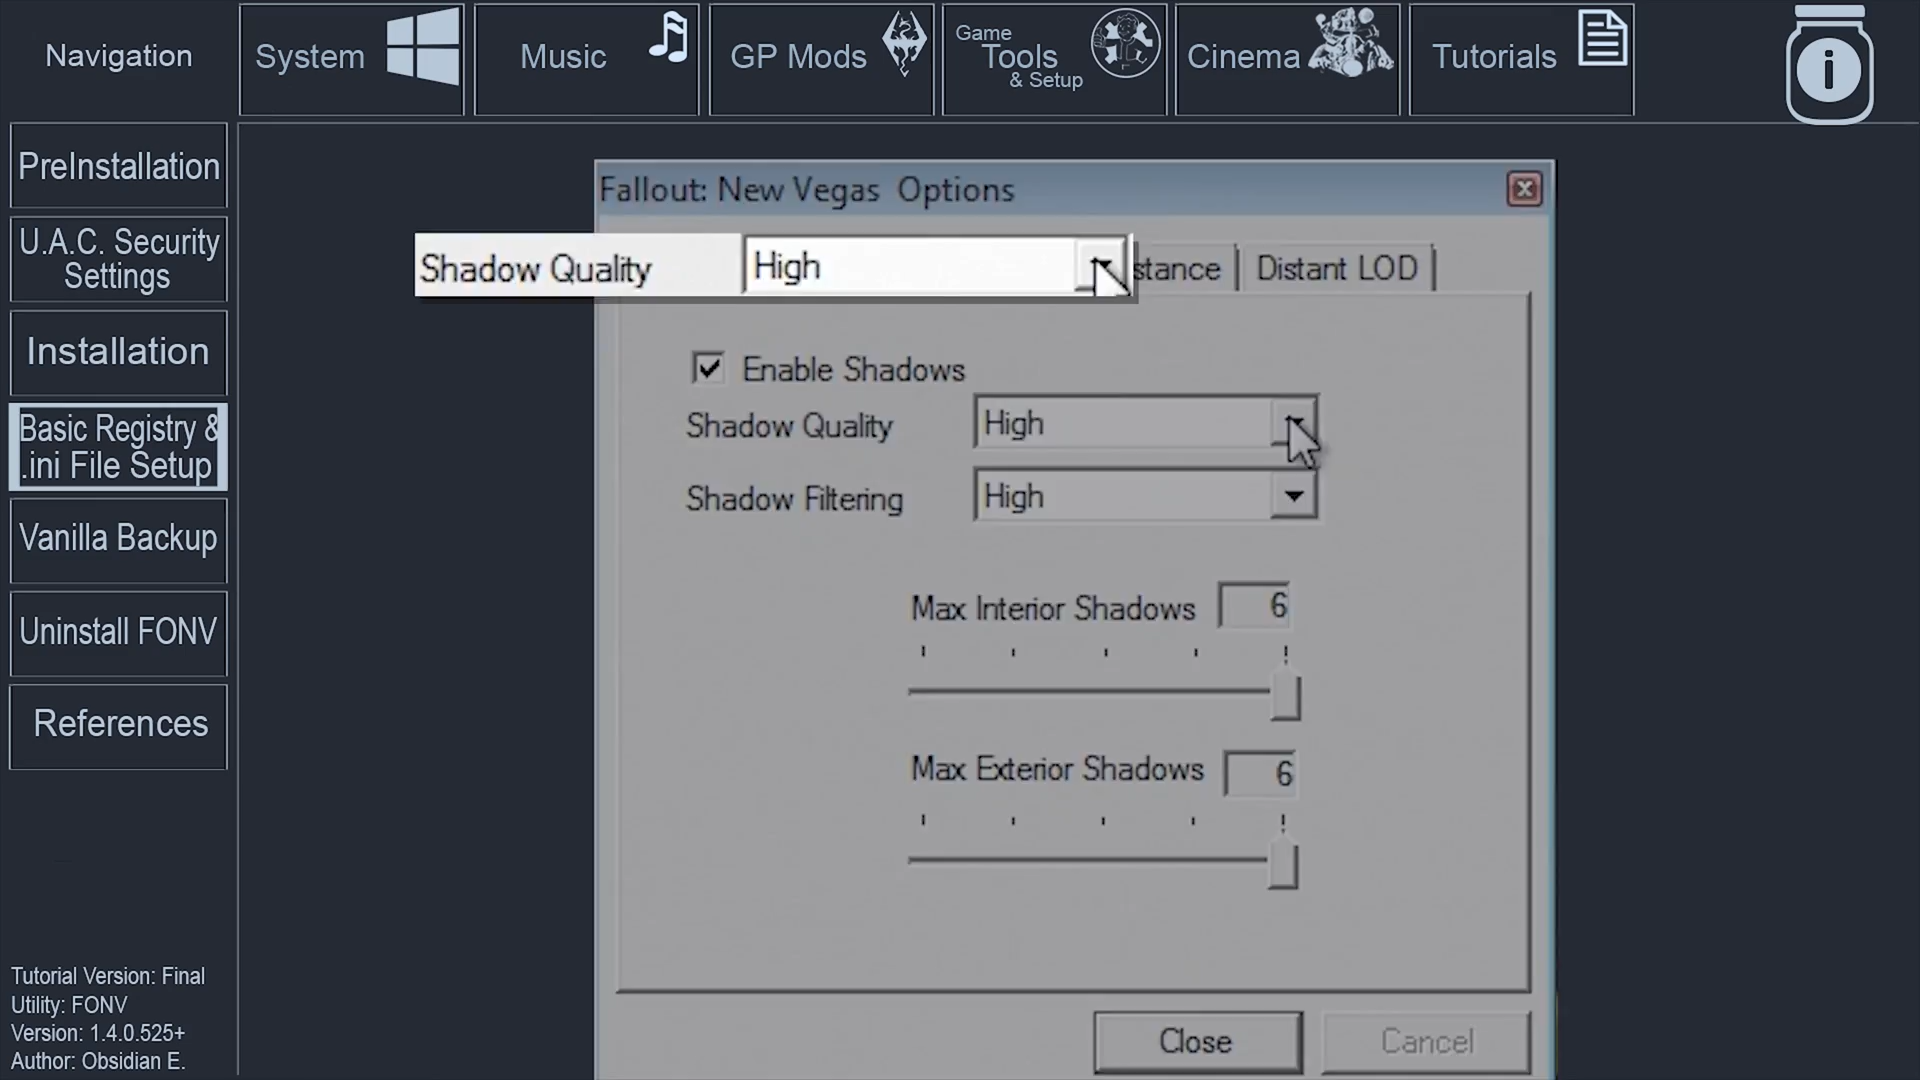 Navigation
System
Music
GP Mods
Game
Tools
& Setup
Cinema
Tutorials
i
PreInstallation
U.A.C. Security
Settings
Installation
Basic Registry &
.ini File Setup
Vanilla Backup
Uninstall FONV
References
Tutorial Version: Final
Utility: FONV
Version: 1.4.0.525+
Author: Obsidian E.
Fallout: New Vegas Options
Shadow Quality High
stance
Distant LOD
Enable Shadows
Shadow Quality High
Shadow Filtering High
Max Interior Shadows 6
Max Exterior Shadows 6
Close
Cancel